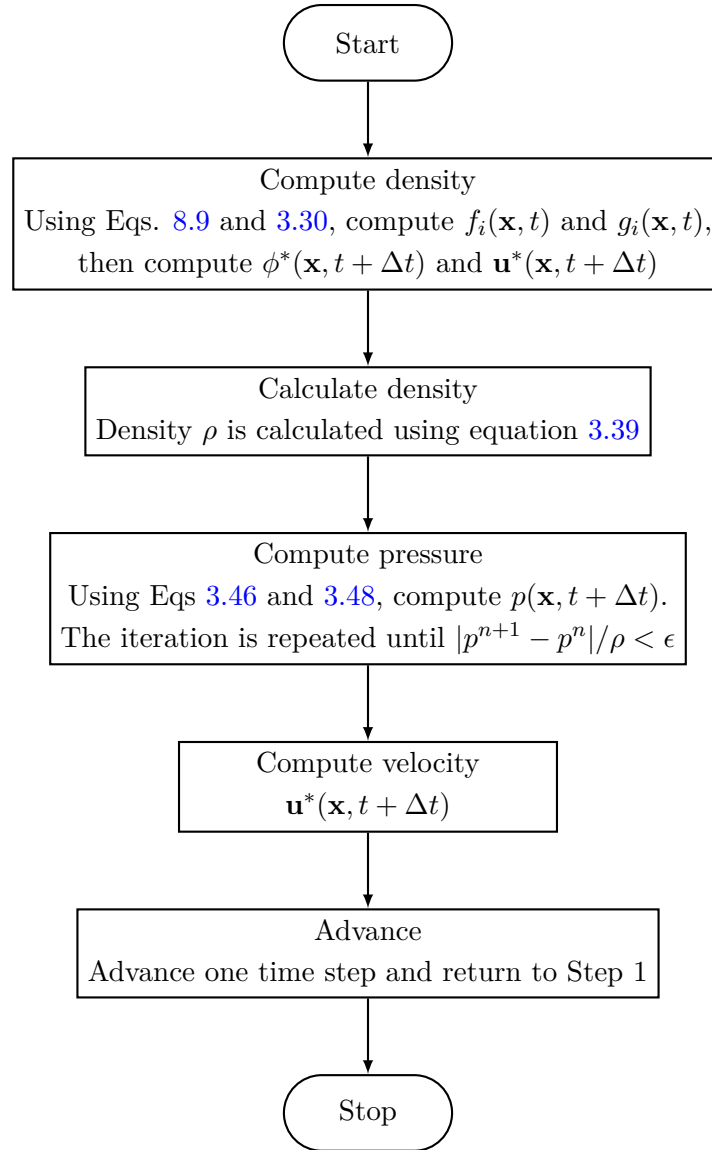 Start
Compute density
Using Eqs. 8.9 and 3.30, compute f_i(𝐱, t) and g_i(𝐱, t),
then compute ϕ*(𝐱, t + Δt) and 𝐮*(𝐱, t + Δt)
Calculate density
Density ρ is calculated using equation 3.39
Compute pressure
Using Eqs 3.46 and 3.48, compute p(𝐱, t + Δt).
The iteration is repeated until |p^{n+1} − p^n|/ρ < ϵ
Compute velocity
𝐮*(𝐱, t + Δt)
Advance
Advance one time step and return to Step 1
Stop